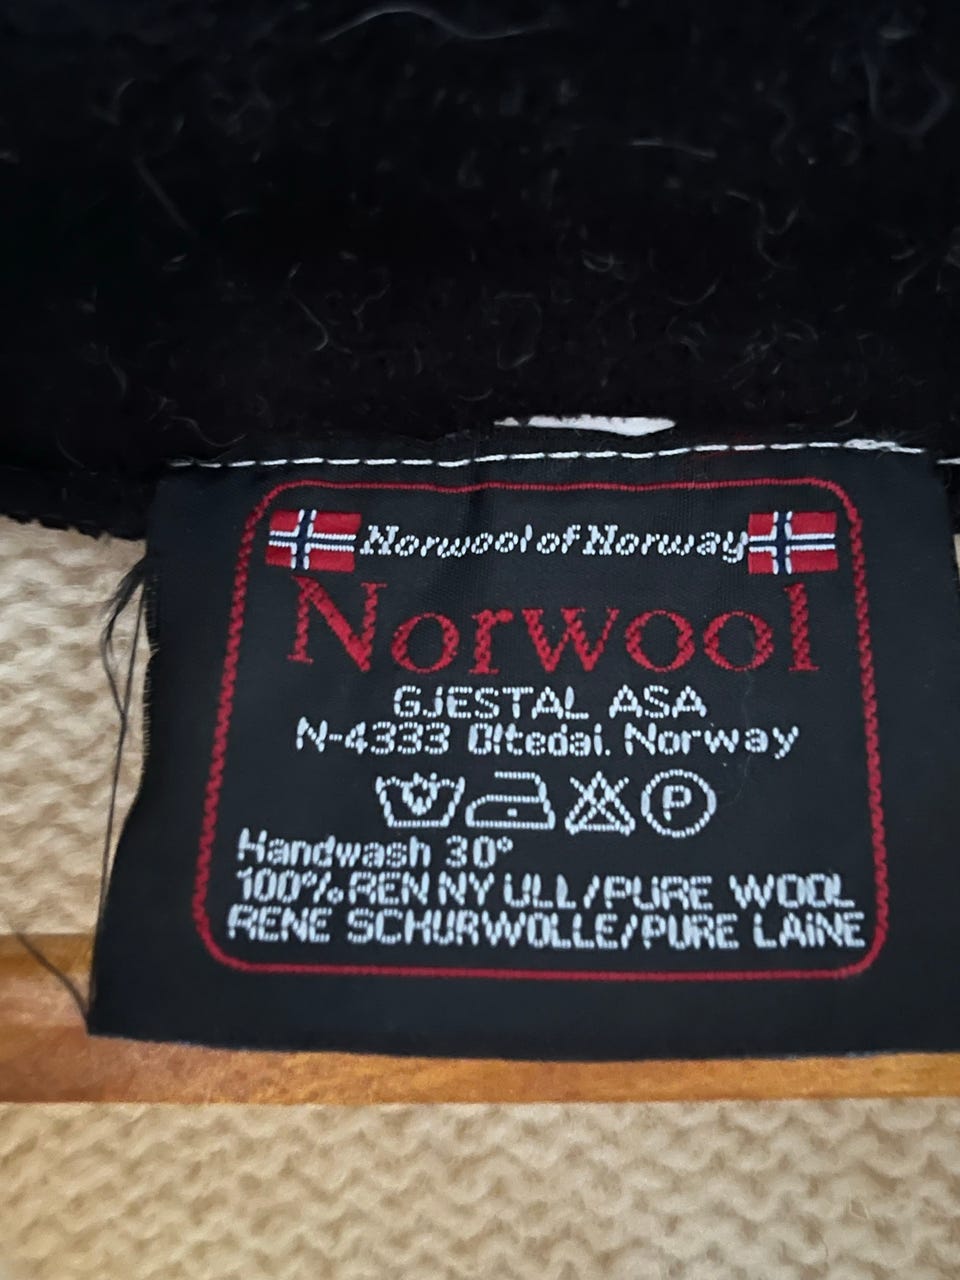 Norwool of Norway
Norwool
GJESTAL ASA
N-4333 Oltedal. Norway
P
Handwash 30°
100% REN NY ULL/PURE WOOL
RENE SCHURWOLLE/PURE LAINE